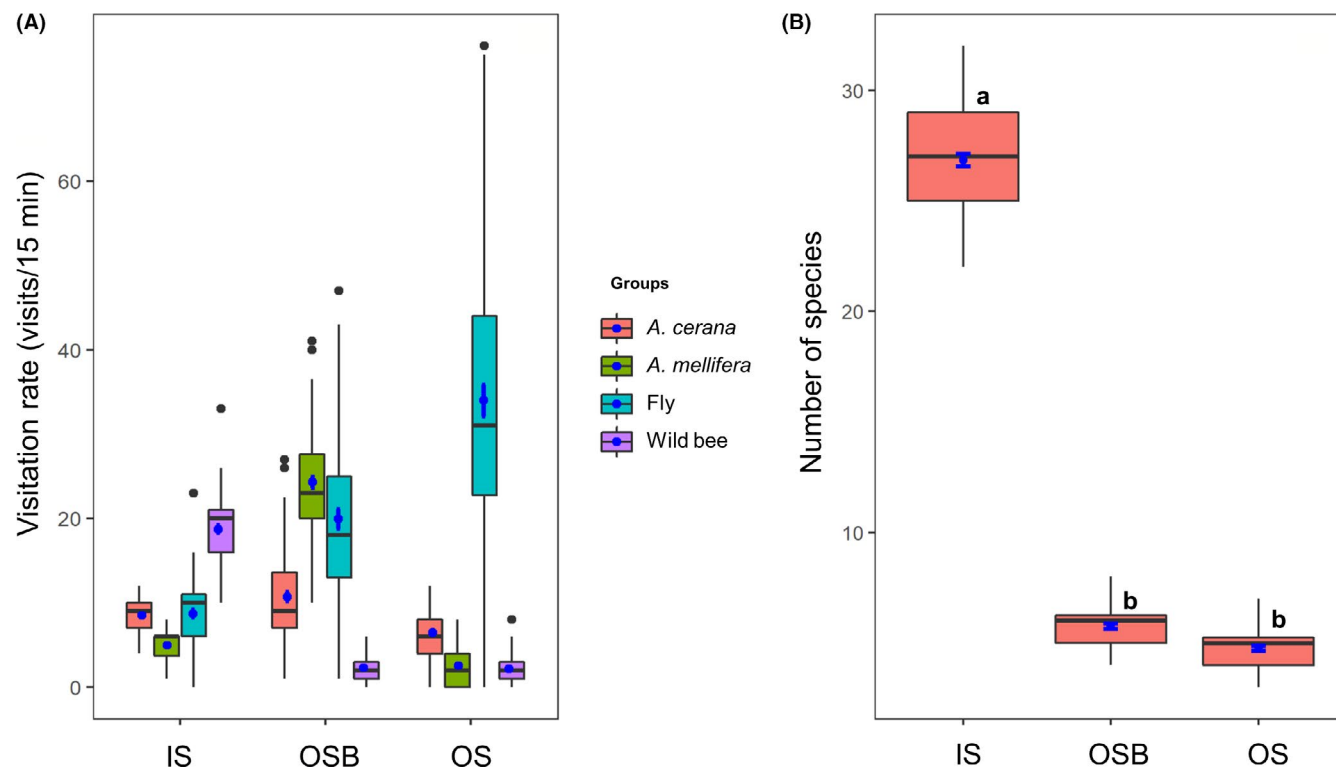 (A)
Visitation rate (visits/15 min)
60
40
20
0
IS OSB OS
Groups
A. cerana
A. mellifera
Fly
Wild bee
(B)
Number of species
30
20
10
a
b
b
IS OSB OS